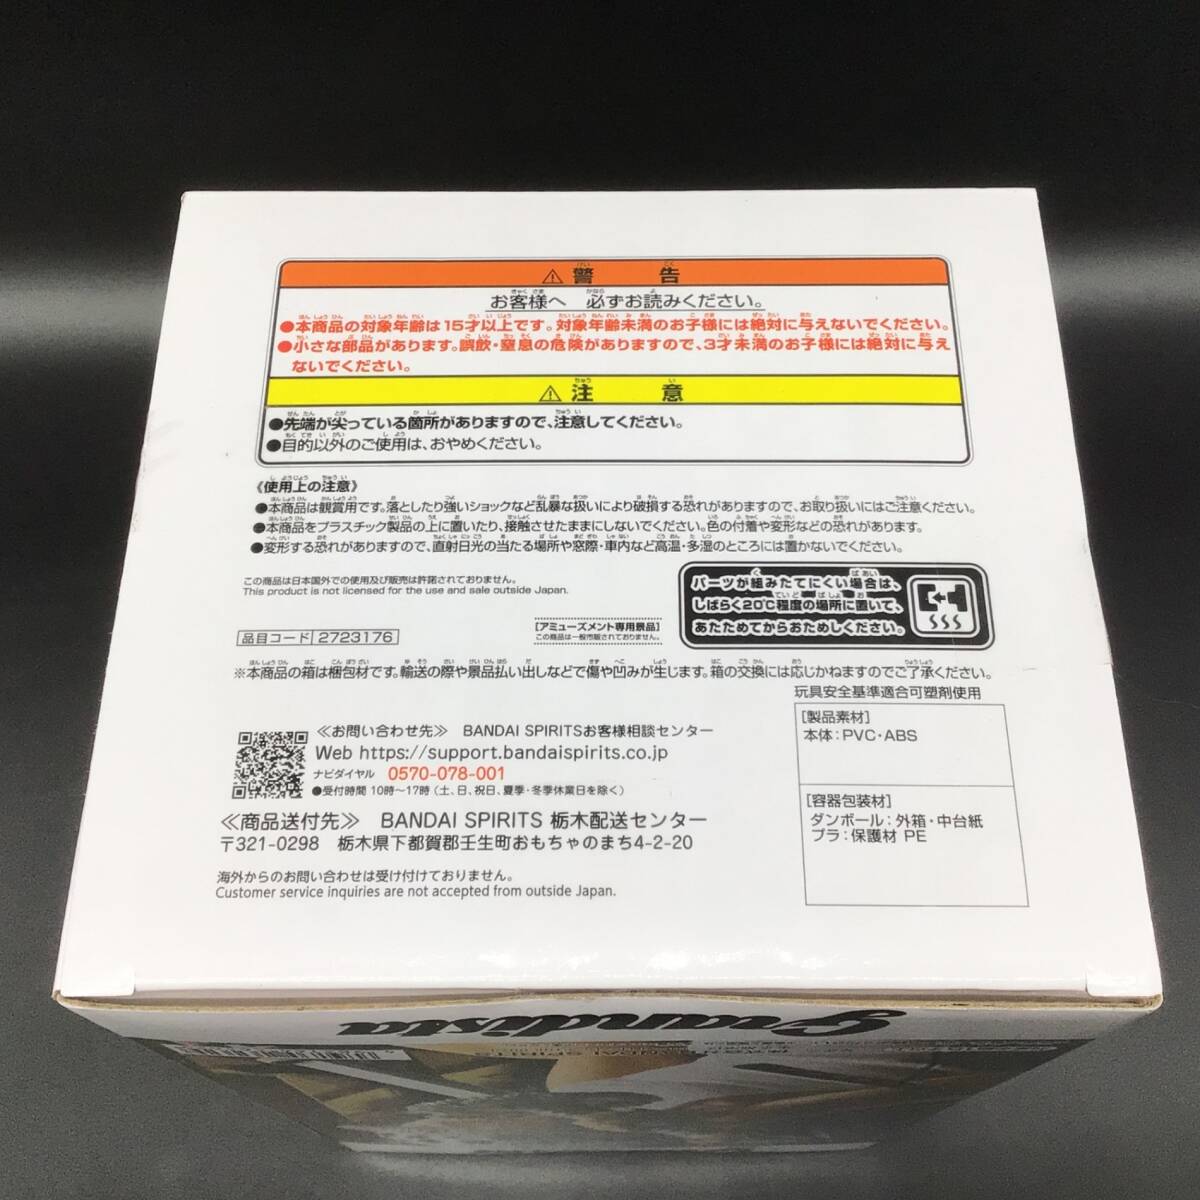 ⚠警 告
お客様へ 必ずお読みください。
●本商品の対象年齢は15才以上です。対象年齢未満のお子様には絶対に与えないでください。
●小さな部品があります。誤飲・窒息の危険がありますので、3才未満のお子様には絶対に与え
ないでください。
⚠注 意
●先端が尖っている箇所がありますので、注意してください。
●目的以外のご使用は、おやめください。
《使用上の注意》
●本商品は観賞用です。落としたり強いショックなど乱暴な扱いにより破損する恐れがありますので、お取り扱いにはご注意ください。
●本商品をプラスチック製品の上に置いたり、接触させたままにしないでください。色の付着や変形などの恐れがあります。
●変形する恐れがありますので、直射日光の当たる場所や窓際・車内など高温・多湿のところには置かないでください。
この商品は日本国外での使用及び販売は許諾されておりません。
This product is not licensed for the use and sale outside Japan.
パーツが組みたてにくい場合は、
しばらく20℃程度の場所に置いて、
あたためてからおためしください。
品目コード 2723176
[アミューズメント専用景品]
この商品は一般市販されておりません。
※本商品の箱は梱包材です。輸送の際や景品払い出しなどで傷や凹みが生じます。箱の交換には応じかねますのでご了承ください。
玩具安全基準適合可塑剤使用
[製品素材]
本体:PVC・ABS
[容器包装材]
ダンボール:外箱・中台紙
プラ:保護材 PE
≪お問い合わせ先≫ BANDAI SPIRITSお客様相談センター
Web https://support.bandaispirits.co.jp
ナビダイヤル 0570-078-001
●受付時間 10時～17時(土、日、祝日、夏季・冬季休業日を除く)
≪商品送付先≫ BANDAI SPIRITS 栃木配送センター
〒321-0298 栃木県下都賀郡壬生町おもちゃのまち4-2-20
海外からのお問い合わせは受け付けておりません。
Customer service inquiries are not accepted from outside Japan.
Grandista